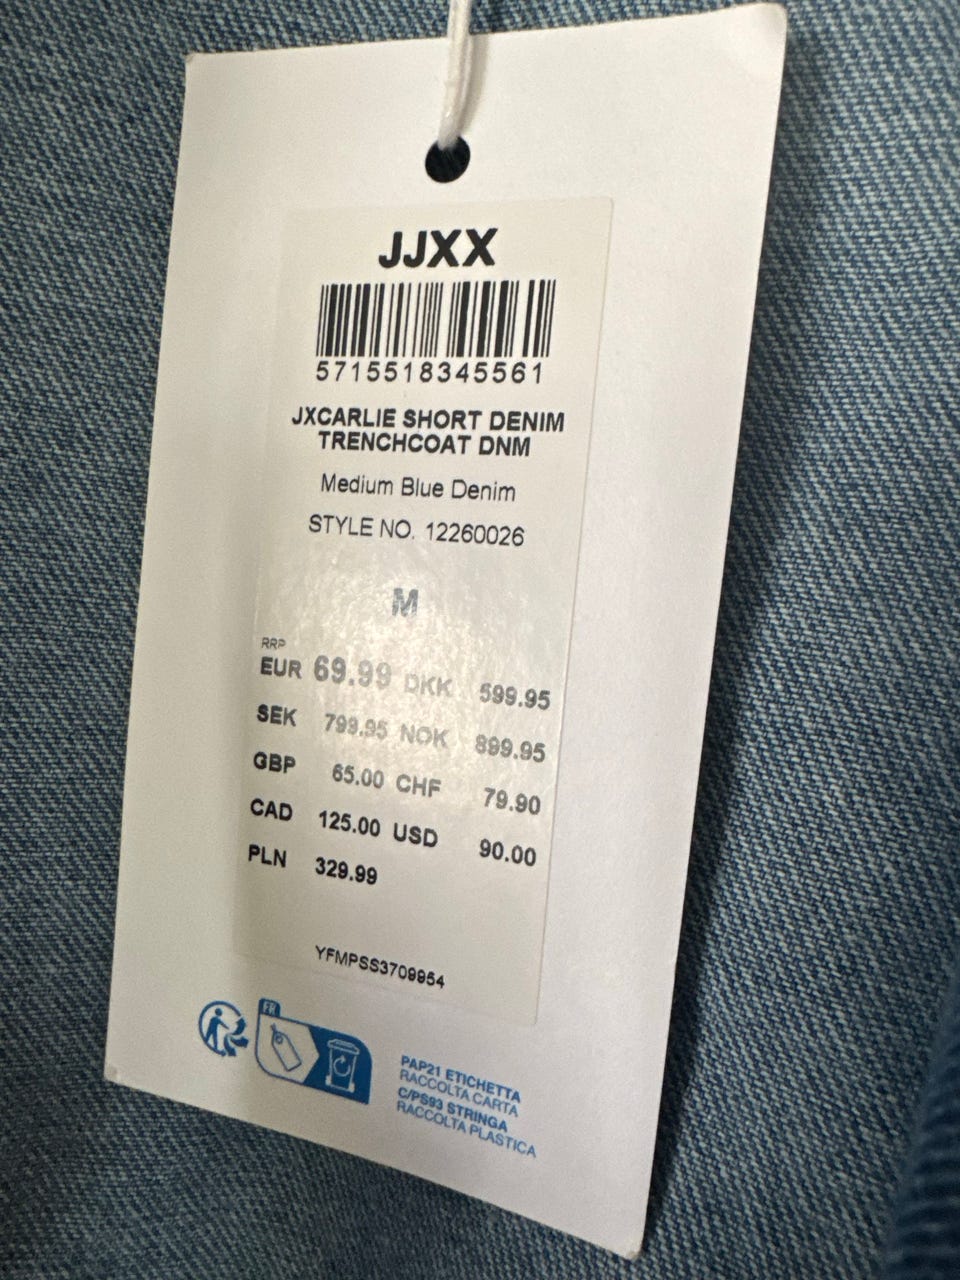 JJXX
5715518345561
JXCARLIE SHORT DENIM
TRENCHCOAT DNM
Medium Blue Denim
STYLE NO. 12260026
M
RRP
EUR 69.99 DKK 599.95
SEK 799.95 NOK 899.95
GBP 65.00 CHF 79.90
CAD 125.00 USD 90.00
PLN 329.99
YFMPSS3709954
FR
PAP21 ETICHETTA
RACCOLTA CARTA
C/PS93 STRINGA
RACCOLTA PLASTICA